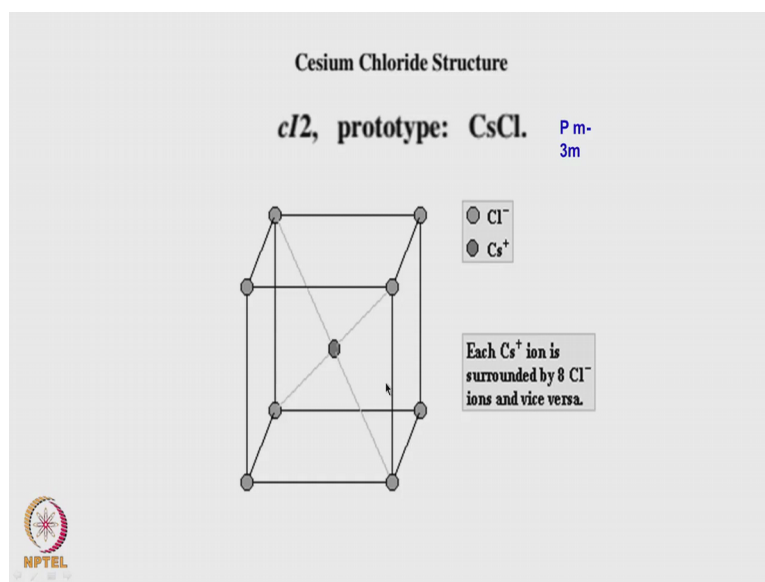 Cesium Chloride Structure
cI2, prototype: CsCl.
P m-
3m
Cl⁻
Cs⁺
Each Cs⁺ ion is
surrounded by 8 Cl⁻
ions and vice versa.
NPTEL